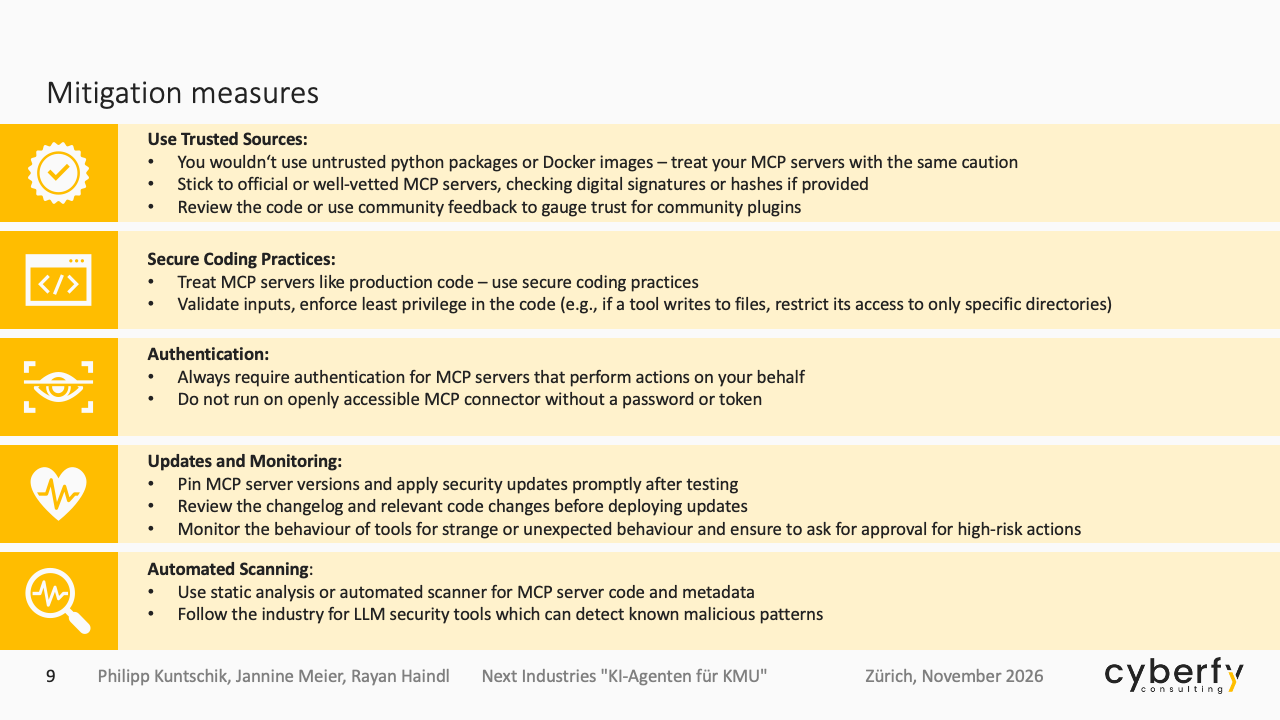 Mitigation measures
Use Trusted Sources:
• You wouldn‘t use untrusted python packages or Docker images – treat your MCP servers with the same caution
• Stick to official or well-vetted MCP servers, checking digital signatures or hashes if provided
• Review the code or use community feedback to gauge trust for community plugins
Secure Coding Practices:
• Treat MCP servers like production code – use secure coding practices
• Validate inputs, enforce least privilege in the code (e.g., if a tool writes to files, restrict its access to only specific directories)
Authentication:
• Always require authentication for MCP servers that perform actions on your behalf
• Do not run on openly accessible MCP connector without a password or token
Updates and Monitoring:
• Pin MCP server versions and apply security updates promptly after testing
• Review the changelog and relevant code changes before deploying updates
• Monitor the behaviour of tools for strange or unexpected behaviour and ensure to ask for approval for high-risk actions
Automated Scanning:
• Use static analysis or automated scanner for MCP server code and metadata
• Follow the industry for LLM security tools which can detect known malicious patterns
9 Philipp Kuntschik, Jannine Meier, Rayan Haindl Next Industries "KI-Agenten für KMU" Zürich, November 2026
cyberfy
consulting